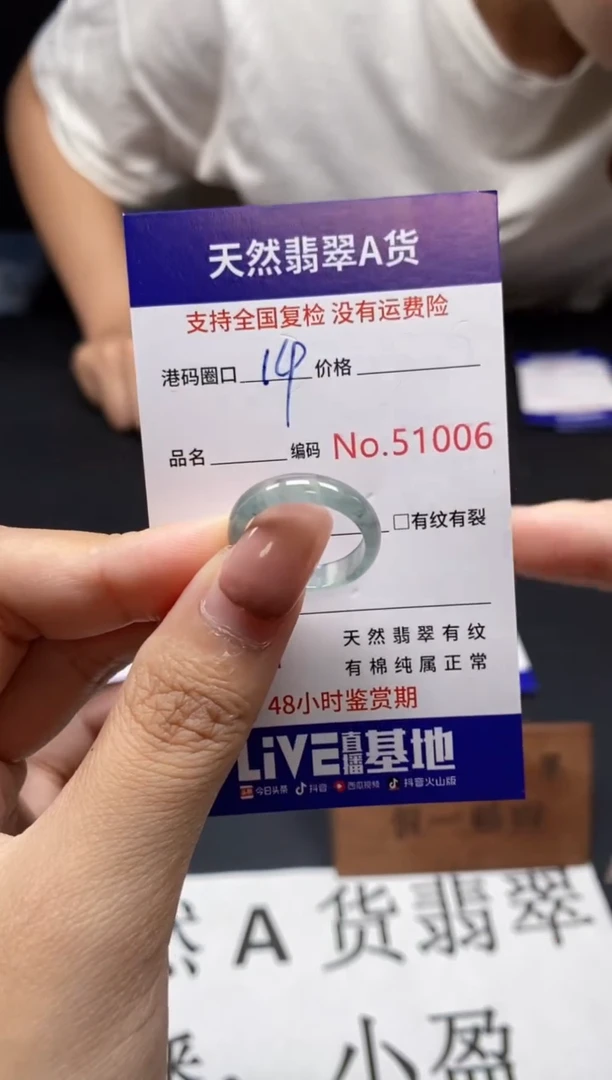 天然翡翠A货
支持全国复检 没有运费险
港码圈口 14 价格
品名 编码 No.51006
□有纹有裂
天然翡翠有纹
有棉纯属正常
48小时鉴赏期
LiVE直播基地
今日头条 抖音 西瓜视频 抖音火山版
A货翡翠
小盈